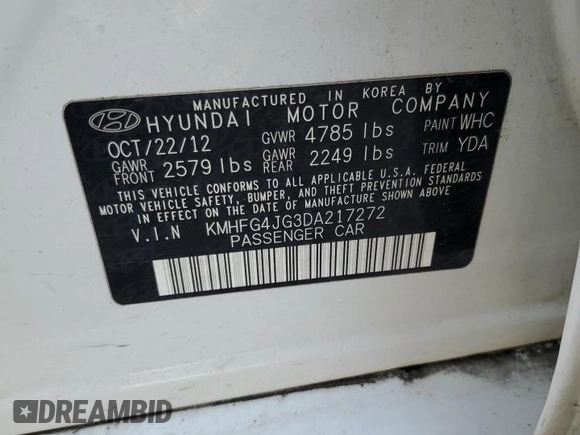 MANUFACTURED IN KOREA BY
HYUNDAI MOTOR COMPANY
OCT/22/12 GVWR 4785 lbs PAINT WHC
GAWR FRONT 2579 lbs GAWR REAR 2249 lbs TRIM YDA
THIS VEHICLE CONFORMS TO ALL APPLICABLE U.S.A. FEDERAL
MOTOR VEHICLE SAFETY, BUMPER, AND THEFT PREVENTION STANDARDS
IN EFFECT ON THE DATE OF MANUFACTURE SHOWN ABOVE.
V.I.N KMHFG4JG3DA217272
PASSENGER CAR
DREAMBID